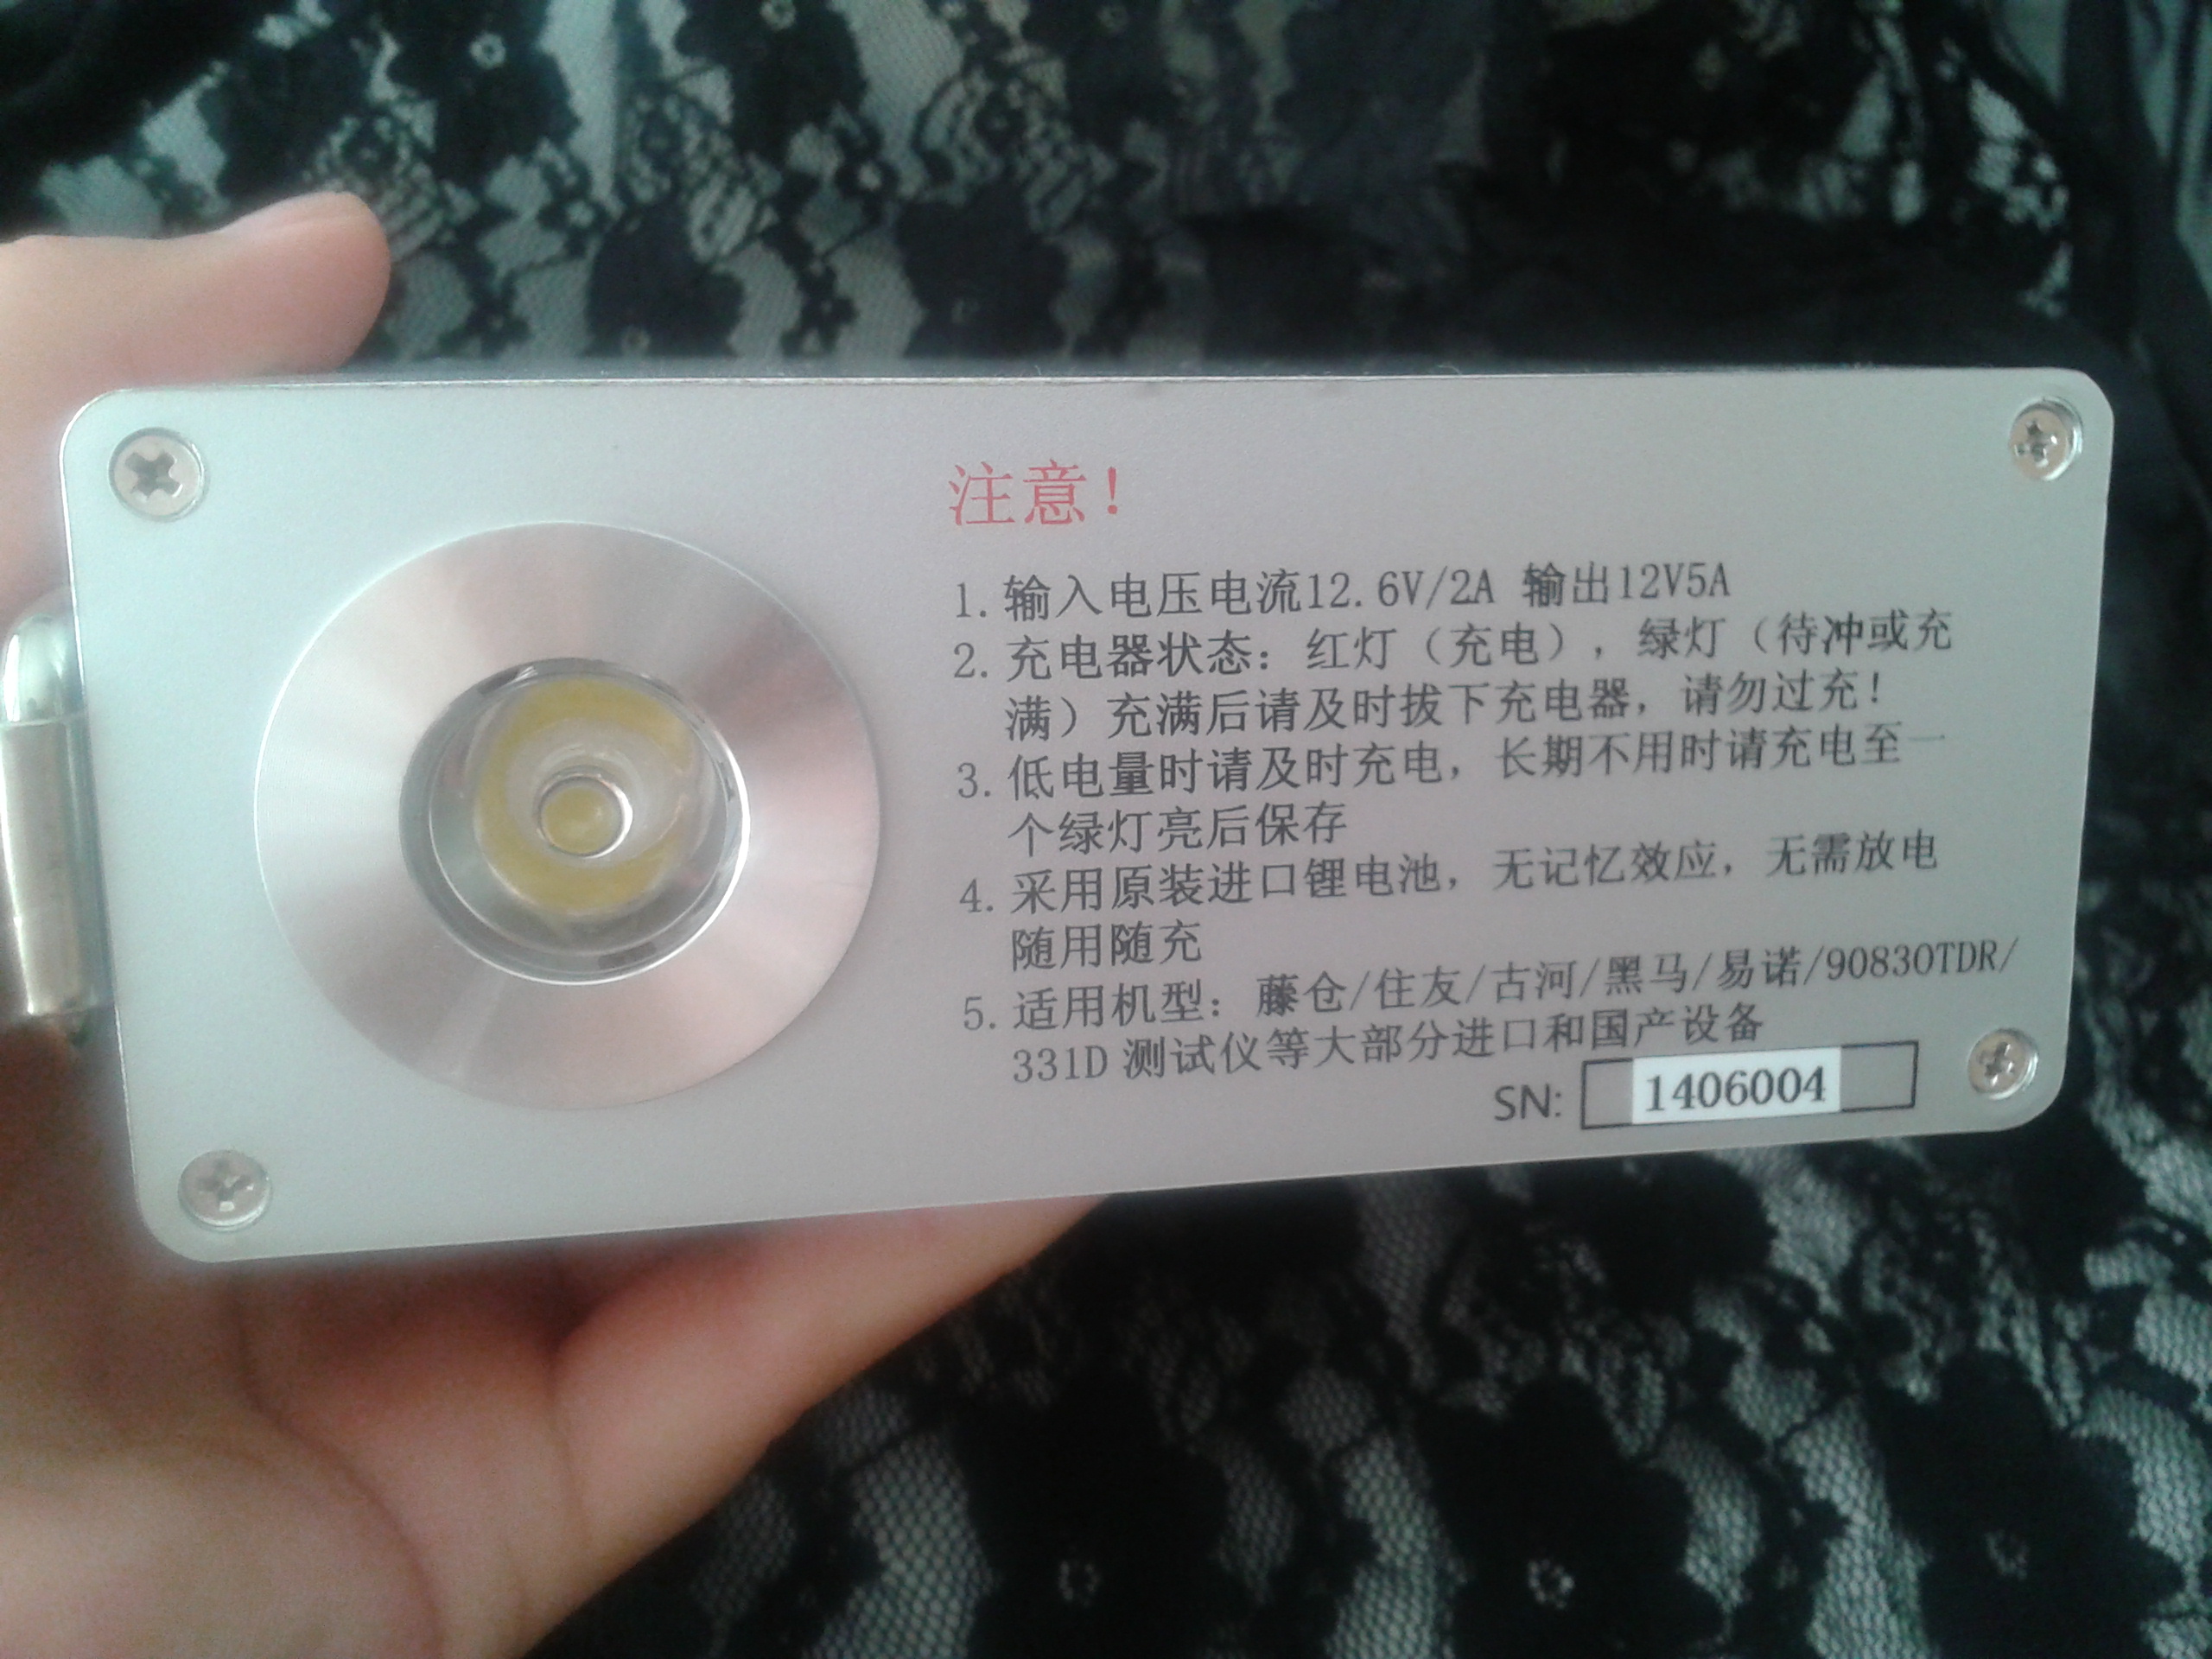 注意！
1. 输入电压电流12.6V/2A 输出12V5A
2. 充电器状态：红灯（充电），绿灯（待冲或充
满）充满后请及时拔下充电器，请勿过充！
3. 低电量时请及时充电，长期不用时请充电至一
个绿灯亮后保存
4. 采用原装进口锂电池，无记忆效应，无需放电
随用随充
5. 适用机型：藤仓/住友/古河/黑马/易诺/9083OTDR/
331D 测试仪等大部分进口和国产设备
SN: 1406004